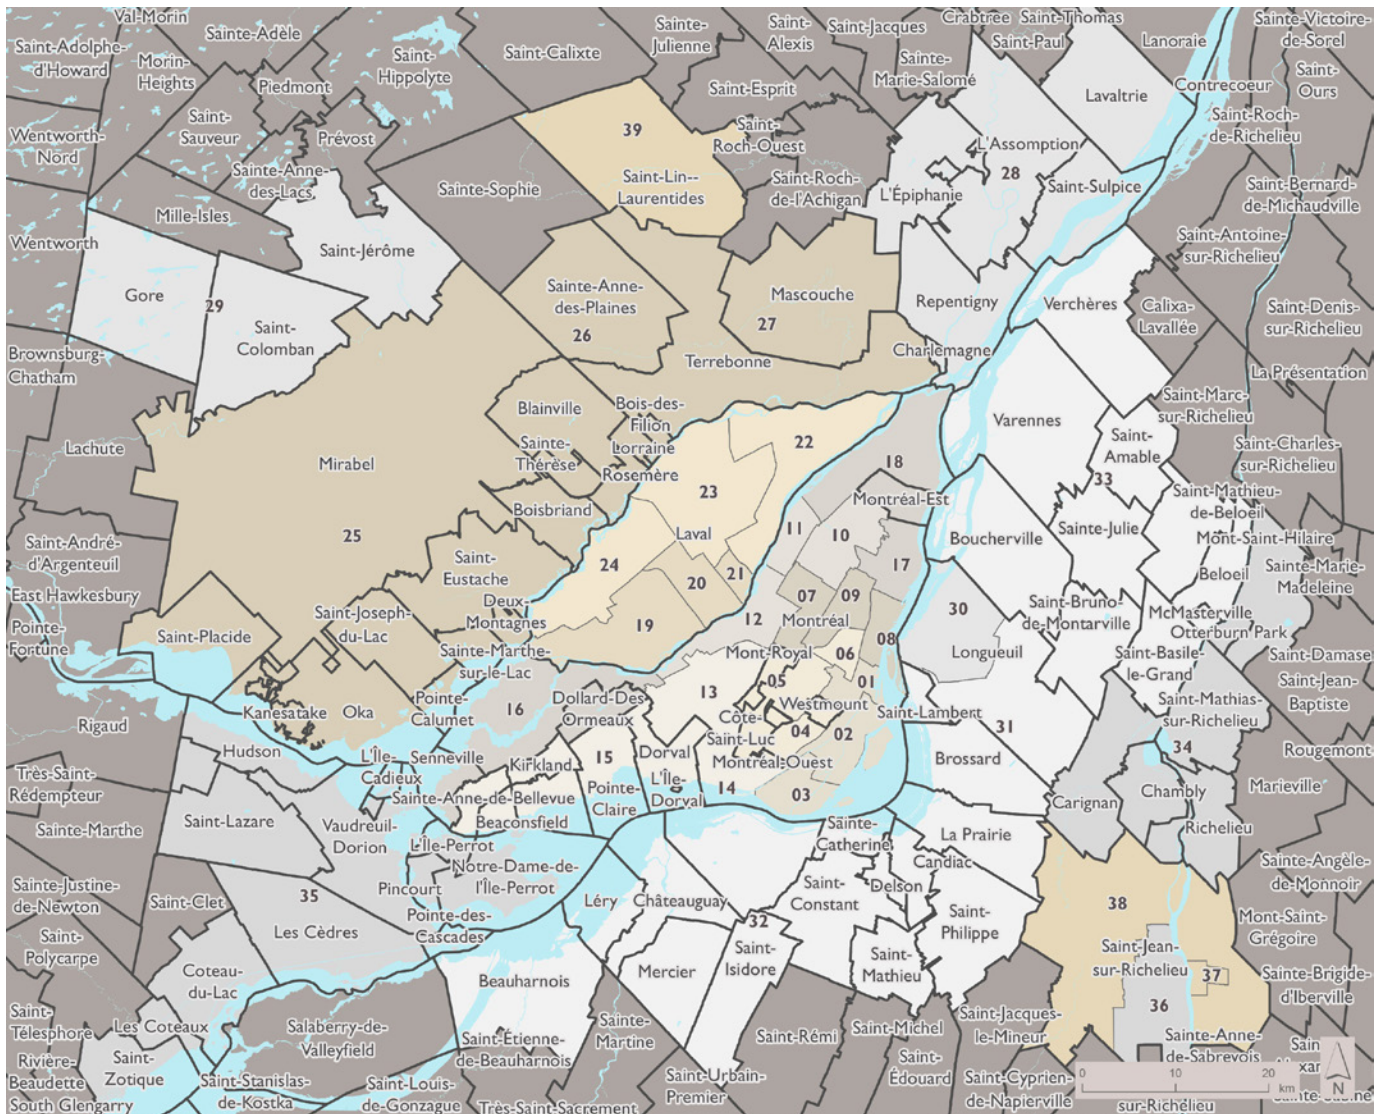 Val-Morin
Sainte-Adèle
Saint-Adolphe-
d'Howard
Morin-
Heights
Piedmont
Saint-
Hippolyte
Saint-Calixte
Sainte-
Julienne
Saint-
Alexis
Saint-Jacques
Crabtree
Saint-Thomas
Saint-Paul
Sainte-
Marie-Salomé
Lanoraie
Sainte-Victoire-
de-Sorel
Saint-
Ours
Contrecoeur
Lavaltrie
Saint-Roch-
de-Richelieu
Saint-Esprit
Saint-
Sauveur
Prévost
Wentworth-
Nord
39
Saint-
Roch-Ouest
L'Assomption
28
Sainte-Anne-
des-Lacs
Sainte-Sophie
Saint-Lin--
Laurentides
Saint-Roch-
de-l'Achigan
L'Épiphanie
Saint-Sulpice
Saint-Bernard-
de-Michaudville
Mille-Isles
Wentworth
Saint-Jérôme
Saint-Antoine-
sur-Richelieu
Gore
29
Saint-
Colomban
Sainte-Anne-
des-Plaines
26
Mascouche
27
Repentigny
Verchères
Calixa-
Lavallée
Saint-Denis-
sur-Richelieu
Brownsburg-
Chatham
Terrebonne
Charlemagne
La Présentation
Blainville
Bois-des-
Filion
Lorraine
Rosemère
Sainte-
Thérèse
22
Varennes
Saint-
Amable
Saint-Marc-
sur-Richelieu
Saint-Charles-
sur-Richelieu
Lachute
Mirabel
18
23
33
Saint-Mathieu-
de-Beloeil
Boisbriand
Montréal-Est
Sainte-Julie
Mont-Saint-Hilaire
25
Laval
11
10
Boucherville
Saint-André-
d'Argenteuil
Saint-
Eustache
24
20
21
17
Beloeil
Sainte-Marie-
Madeleine
East Hawkesbury
Deux-
Montagnes
07
09
30
Saint-Bruno-
de-Montarville
McMasterville
Otterburn Park
Pointe-
Fortune
Saint-Placide
Saint-Joseph-
du-Lac
19
12
Montréal
08
Longueuil
Saint-Basile-
le-Grand
Saint-Damase
Sainte-Marthe-
sur-le-Lac
Mont-Royal
06
01
Saint-Jean-
Baptiste
Rigaud
Kanesatake
Oka
Pointe-
Calumet
16
Dollard-Des-
Ormeaux
13
05
Westmount
Saint-Lambert
Saint-Mathias-
sur-Richelieu
Hudson
L'Île-
Cadieux
Senneville
Kirkland
15
Dorval
Côte-
Saint-Luc
04
02
31
34
Rougemont
Très-Saint-
Rédempteur
Montréal-Ouest
Brossard
Marieville
Sainte-Anne-de-Bellevue
Beaconsfield
Pointe-
Claire
L'Île-
Dorval
14
03
Carignan
Chambly
Richelieu
Sainte-Marthe
Saint-Lazare
Vaudreuil-
Dorion
L'Île-Perrot
Notre-Dame-de-
l'Île-Perrot
Sainte-
Catherine
La Prairie
Candiac
Sainte-Justine-
de-Newton
Saint-Clet
35
Pincourt
Léry
Châteauguay
Saint-
Constant
Delson
Saint-
Philippe
Sainte-Angèle-
de-Monnoir
38
Les Cèdres
Pointe-des-
Cascades
32
Mont-Saint-
Grégoire
Saint-
Polycarpe
Mercier
Saint-
Isidore
Saint-
Mathieu
Saint-Jean-
sur-Richelieu
37
Coteau-
du-Lac
Beauharnois
Sainte-Brigide-
d'Iberville
36
Saint-
Télesphore
Les Coteaux
Salaberry-de-
Valleyfield
Saint-Étienne-
de-Beauharnois
Sainte-
Martine
Saint-Rémi
Saint-Michel
Saint-Jacques-
le-Mineur
Sainte-Anne-
de-Sabrevois
Rivière-
Beaudette
Saint-
Zotique
Saint-
Édouard
Saint-Urbain-
Premier
South Glengarry
Saint-Stanislas-
de-Kostka
Saint-Louis-
de-Gonzague
Très-Saint-Sacrement
Saint-Cyprien-
de-Napierville
sur-Richelieu
0 10 20
km
N